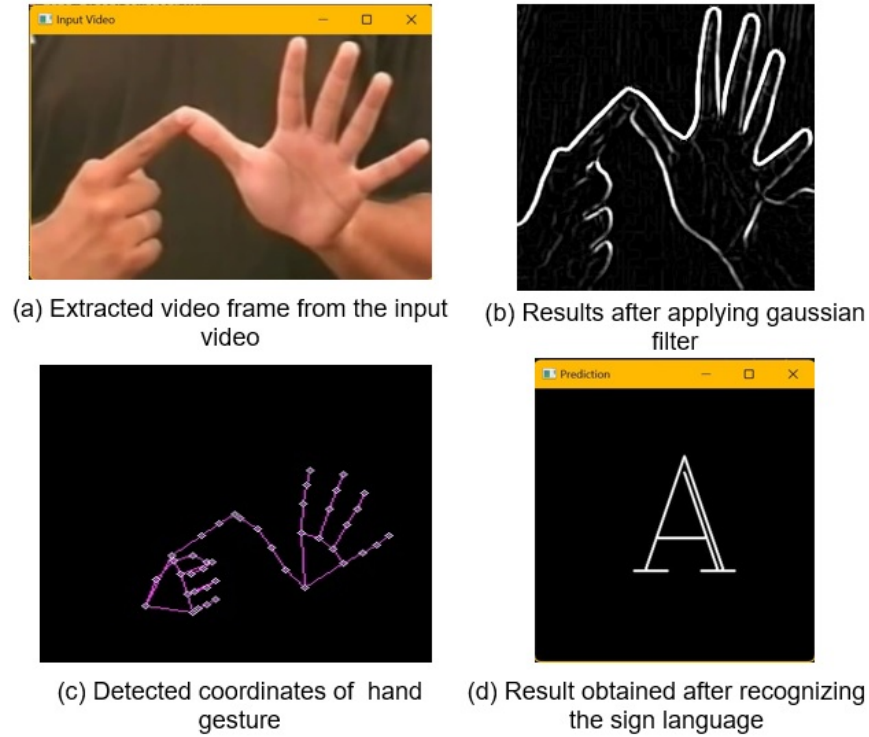 Input Video
(a) Extracted video frame from the input
video
(b) Results after applying gaussian
filter
Prediction
A
(c) Detected coordinates of hand
gesture
(d) Result obtained after recognizing
the sign language